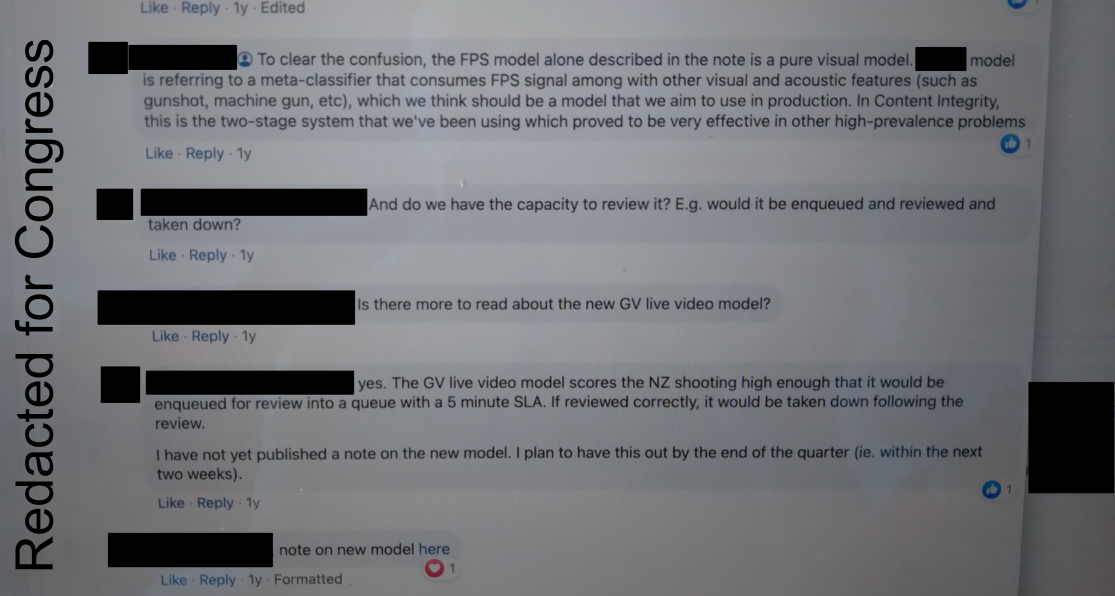 Like · Reply · 1y · Edited
To clear the confusion, the FPS model alone described in the note is a pure visual model. model
is referring to a meta-classifier that consumes FPS signal among with other visual and acoustic features (such as
gunshot, machine gun, etc), which we think should be a model that we aim to use in production. In Content Integrity,
this is the two-stage system that we've been using which proved to be very effective in other high-prevalence problems
1
Like · Reply · 1y
And do we have the capacity to review it? E.g. would it be enqueued and reviewed and
taken down?
Like · Reply · 1y
Is there more to read about the new GV live video model?
Like · Reply · 1y
yes. The GV live video model scores the NZ shooting high enough that it would be
enqueued for review into a queue with a 5 minute SLA. If reviewed correctly, it would be taken down following the
review.
I have not yet published a note on the new model. I plan to have this out by the end of the quarter (ie. within the next
two weeks).
1
Like · Reply · 1y
note on new model here
1
Like · Reply · 1y · Formatted
Redacted for Congress